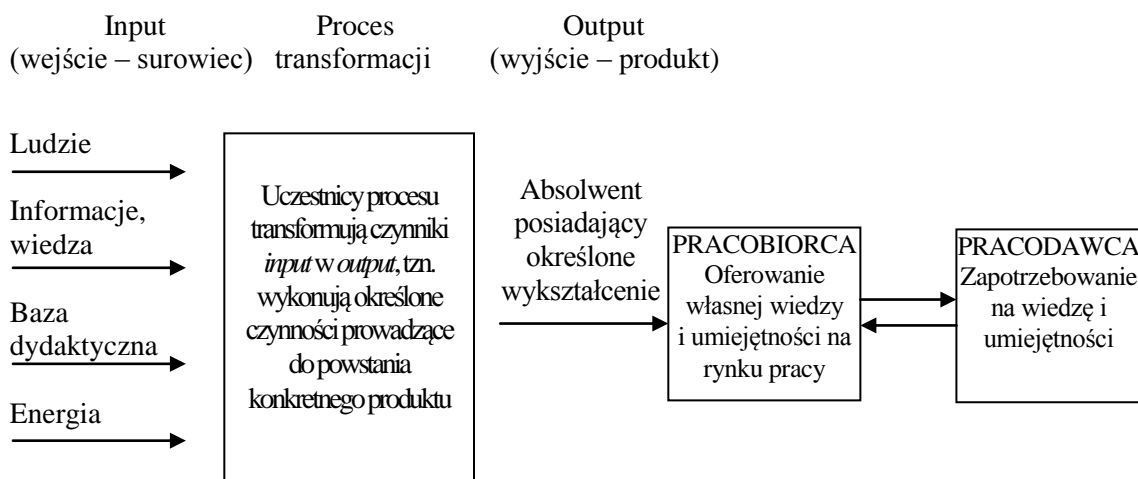 Input
(wejście – surowiec)
Proces
transformacji
Output
(wyjście – produkt)
Ludzie
Informacje,
wiedza
Baza
dydaktyczna
Energia
Uczestnicy procesu
transformują czynniki
input w output, tzn.
wykonują określone
czynności prowadzące
do powstania
konkretnego produktu
Absolwent
posiadający
określone
wykształcenie
PRACOBIORCA
Oferowanie
własnej wiedzy
i umiejętności na
rynku pracy
PRACODAWCA
Zapotrzebowanie
na wiedzę i
umiejętności